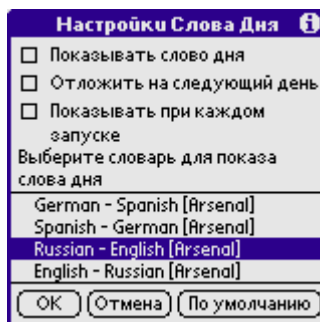 Настройки Слова Дня
Показывать слово дня
Отложить на следующий день
Показывать при каждом
запуске
Выберите словарь для показа
слова дня
German - Spanish [Arsenal]
Spanish - German [Arsenal]
Russian - English [Arsenal]
English - Russian [Arsenal]
OK Отмена По умолчанию